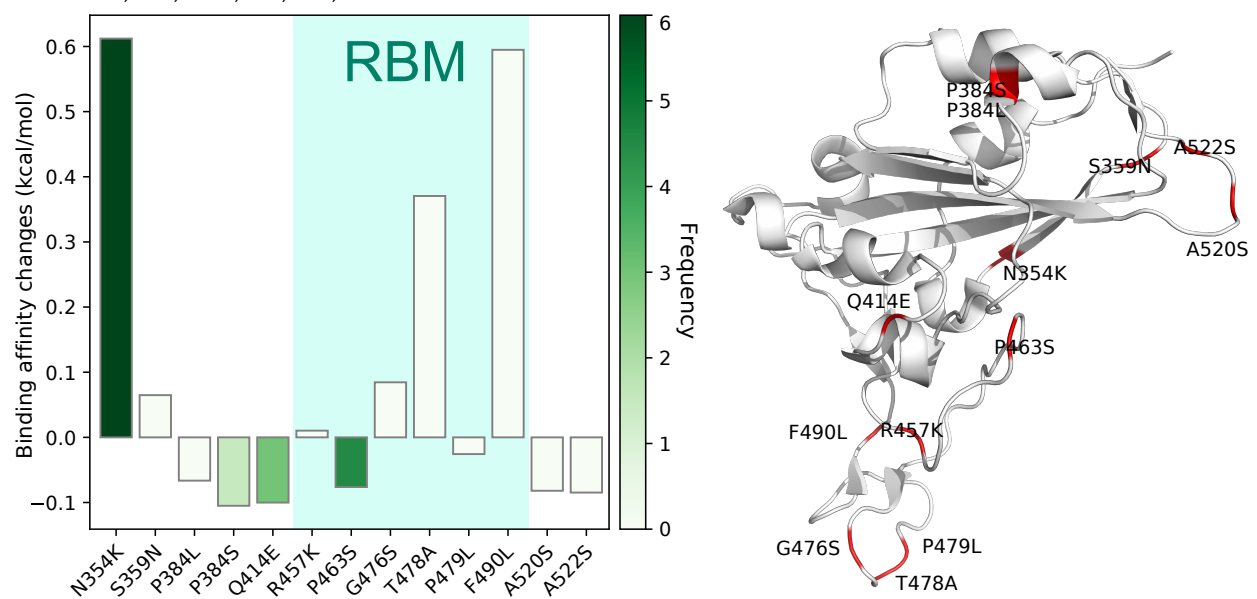 Binding affinity changes (kcal/mol)
0.6
0.5
0.4
0.3
0.2
0.1
0.0
−0.1
RBM
N354K
S359N
P384L
P384S
Q414E
R457K
P463S
G476S
T478A
P479L
F490L
A520S
A522S
6
5
4
3
2
1
0
Frequency
P384S
P384L
A522S
S359N
A520S
N354K
Q414E
P463S
F490L
R457K
G476S
P479L
T478A